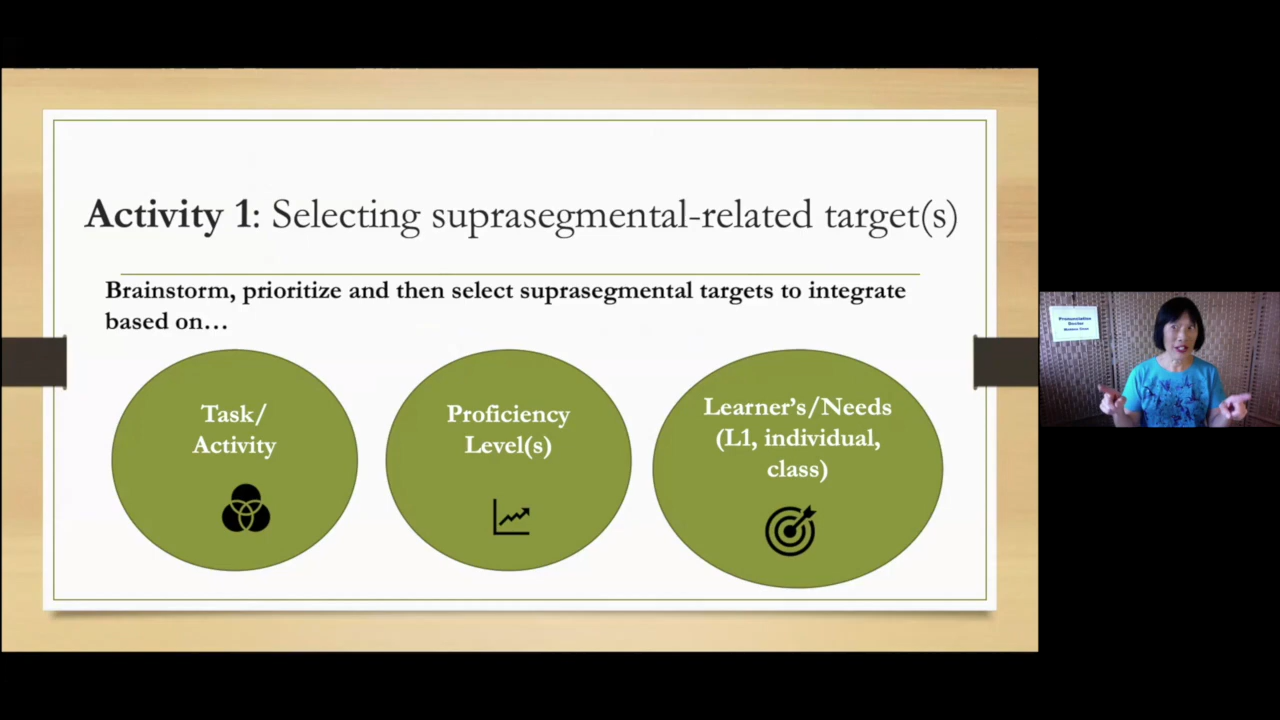 Activity 1: Selecting suprasegmental-related target(s)
Brainstorm, prioritize and then select suprasegmental targets to integrate
based on…
Task/
Activity
Proficiency
Level(s)
Learner's/Needs
(L1, individual,
class)
Pronunciation